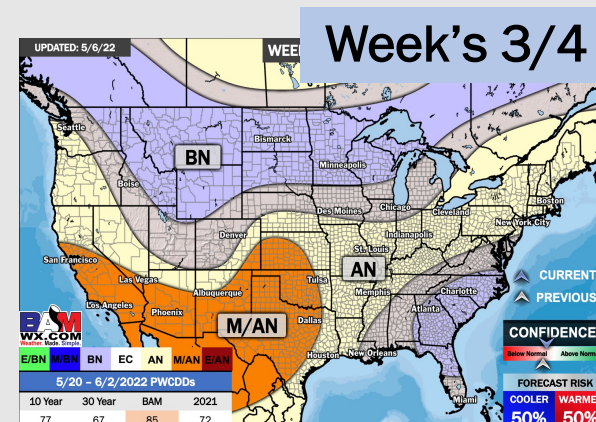 Week's 3/4
UPDATED: 5/6/22
WEE
Seattle
Bismarck
BN
Minneapolis
Boise
Des Moines
Chicago
Cleveland
Boston
New York City
Denver
Indianapolis
St. Louis
San Francisco
AN
CURRENT
Las Vegas
Albuquerque
Tulsa
Memphis
Charlotte
PREVIOUS
Los Angeles
Phoenix
Atlanta
BAM
WX.COM
Weather. Made. Simple.
M/AN
Dallas
CONFIDENCE
Houston
New Orleans
Below Normal
Above Norm
E/BN M/BN BN EC AN M/AN E/AN
FORECAST RISK
5/20 – 6/2/2022 PWCDDs
COOLER WARME
Miami
10 Year 30 Year BAM 2021
77 67 85 72
50% 50%